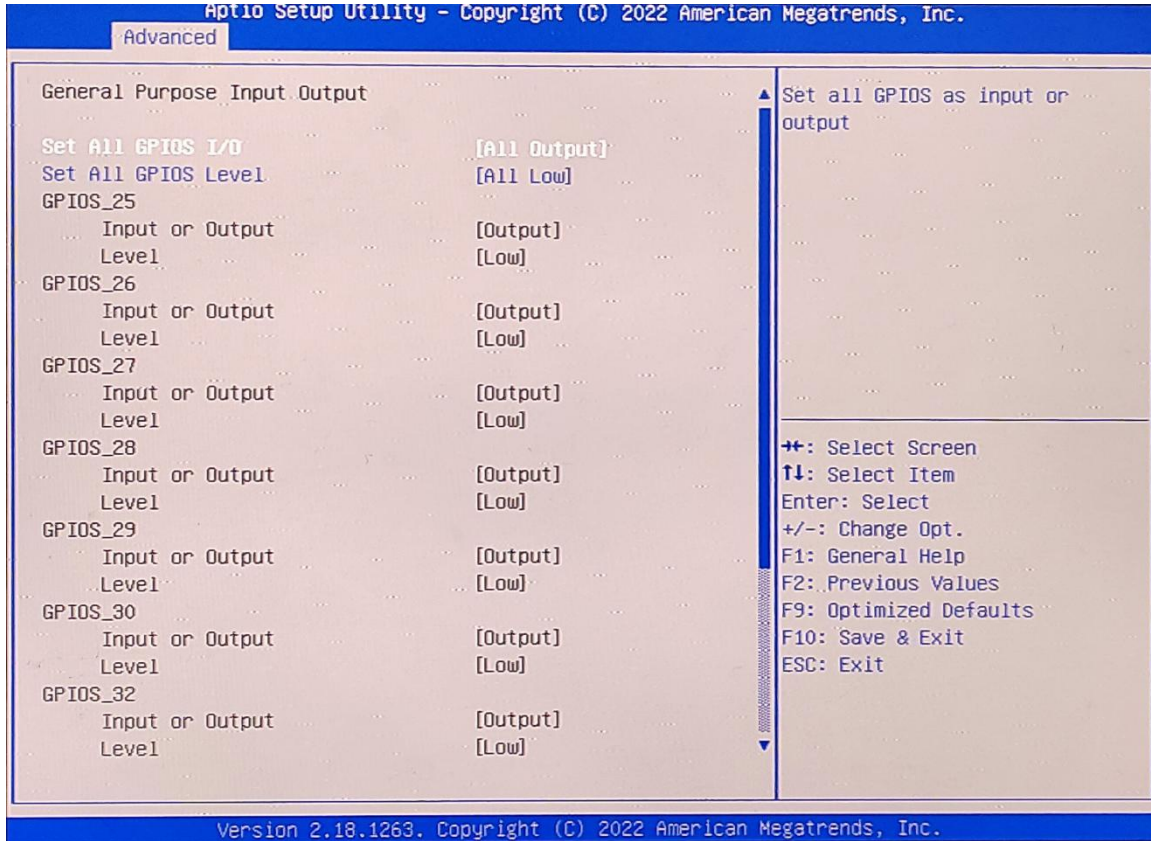 Aptio Setup Utility - Copyright (C) 2022 American Megatrends, Inc.
Advanced
General Purpose Input Output
Set All GPIOS I/O [All Output]
Set All GPIOS Level [All Low]
GPIOS_25
Input or Output [Output]
Level [Low]
GPIOS_26
Input or Output [Output]
Level [Low]
GPIOS_27
Input or Output [Output]
Level [Low]
GPIOS_28
Input or Output [Output]
Level [Low]
GPIOS_29
Input or Output [Output]
Level [Low]
GPIOS_30
Input or Output [Output]
Level [Low]
GPIOS_32
Input or Output [Output]
Level [Low]
Set all GPIOS as input or
output
→←: Select Screen
↑↓: Select Item
Enter: Select
+/-: Change Opt.
F1: General Help
F2: Previous Values
F9: Optimized Defaults
F10: Save & Exit
ESC: Exit
Version 2.18.1263. Copyright (C) 2022 American Megatrends, Inc.